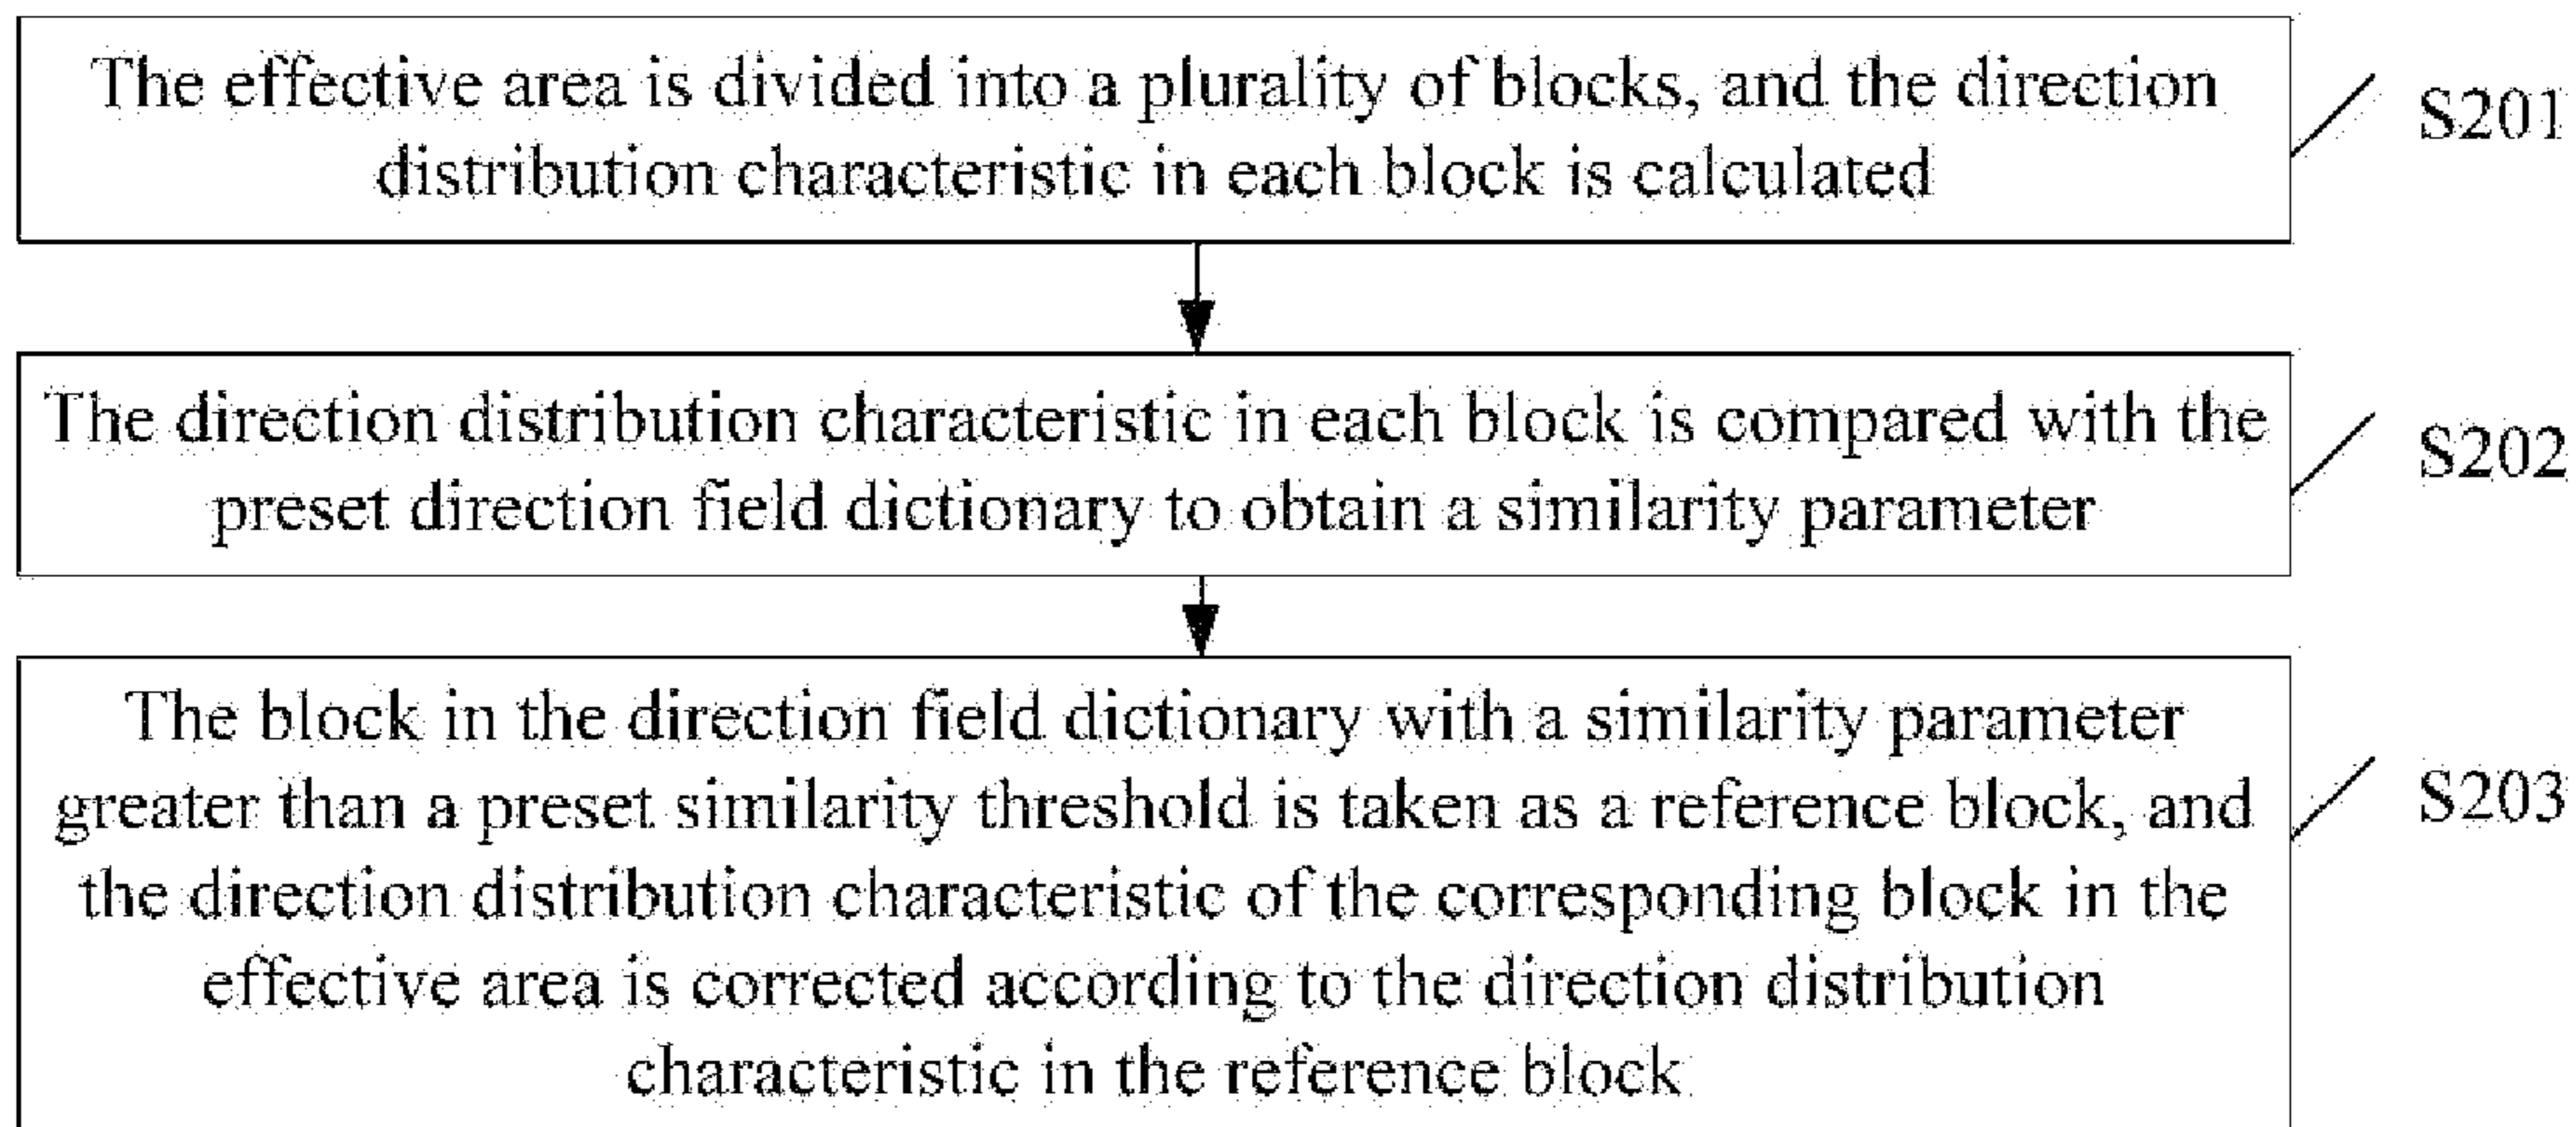 The effective area is divided into a plurality of blocks, and the direction
distribution characteristic in each block is calculated
S201
The direction distribution characteristic in each block is compared with the
preset direction field dictionary to obtain a similarity parameter
S202
The block in the direction field dictionary with a similarity parameter
greater than a preset similarity threshold is taken as a reference block, and
the direction distribution characteristic of the corresponding block in the
effective area is corrected according to the direction distribution
characteristic in the reference block
S203